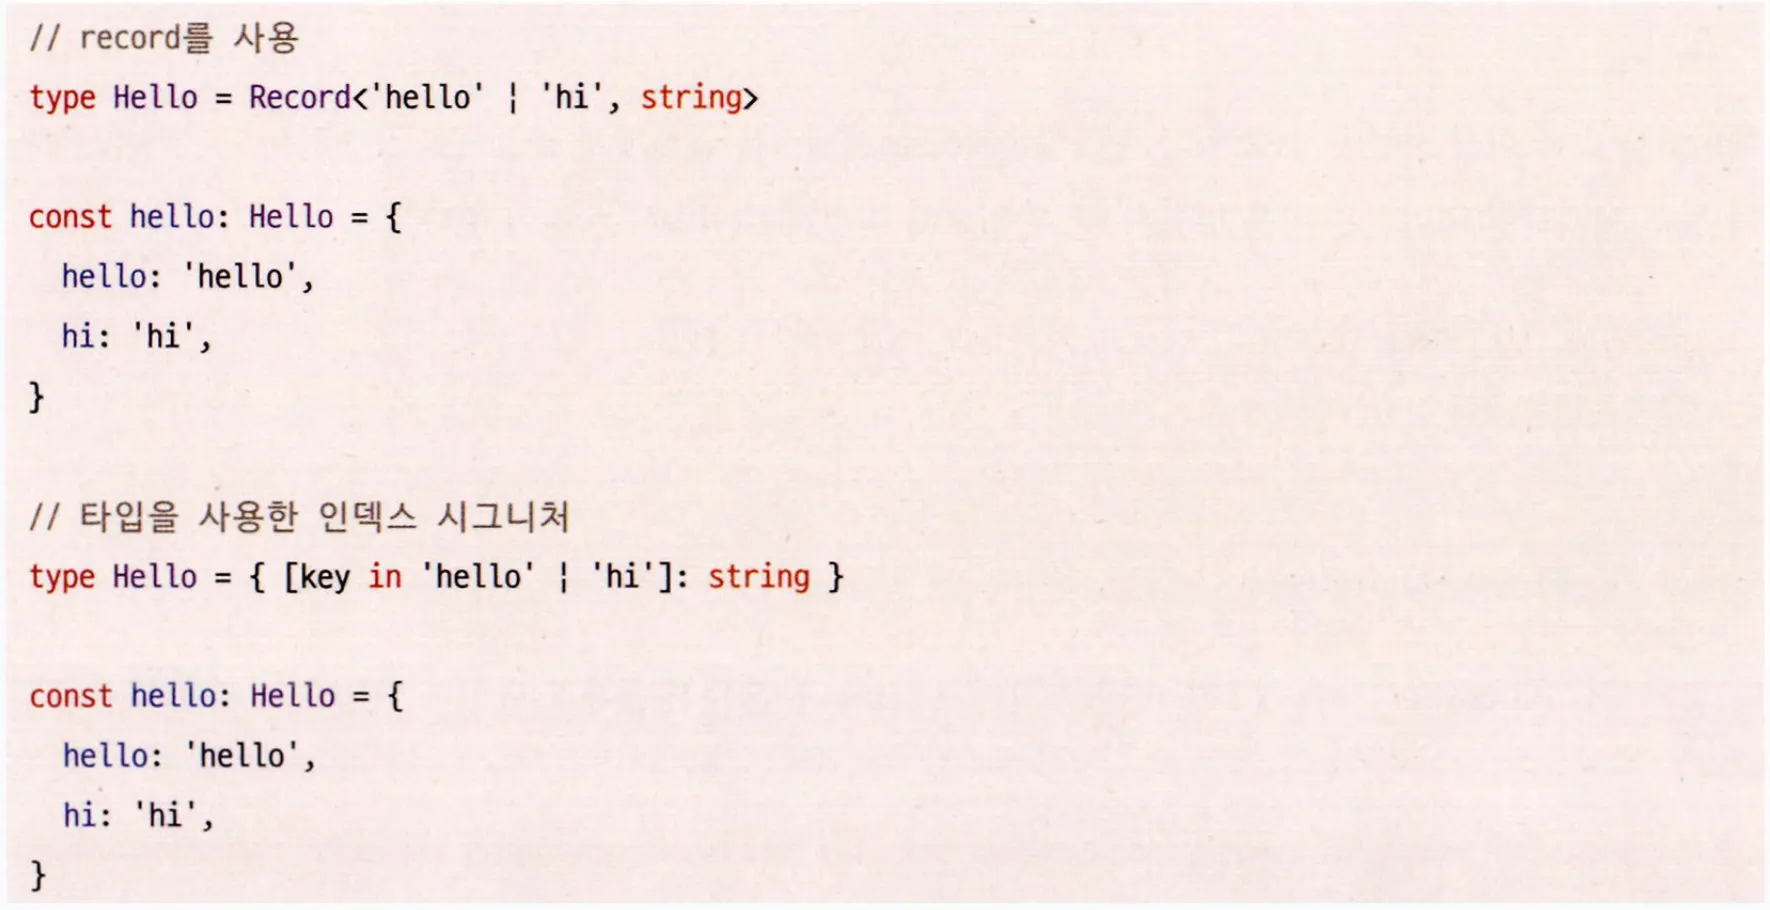 // record를 사용
type Hello = Record<'hello' | 'hi', string>
const hello: Hello = {
  hello: 'hello',
  hi: 'hi',
}
// 타입을 사용한 인덱스 시그니처
type Hello = { [key in 'hello' | 'hi']: string }
const hello: Hello = {
  hello: 'hello',
  hi: 'hi',
}